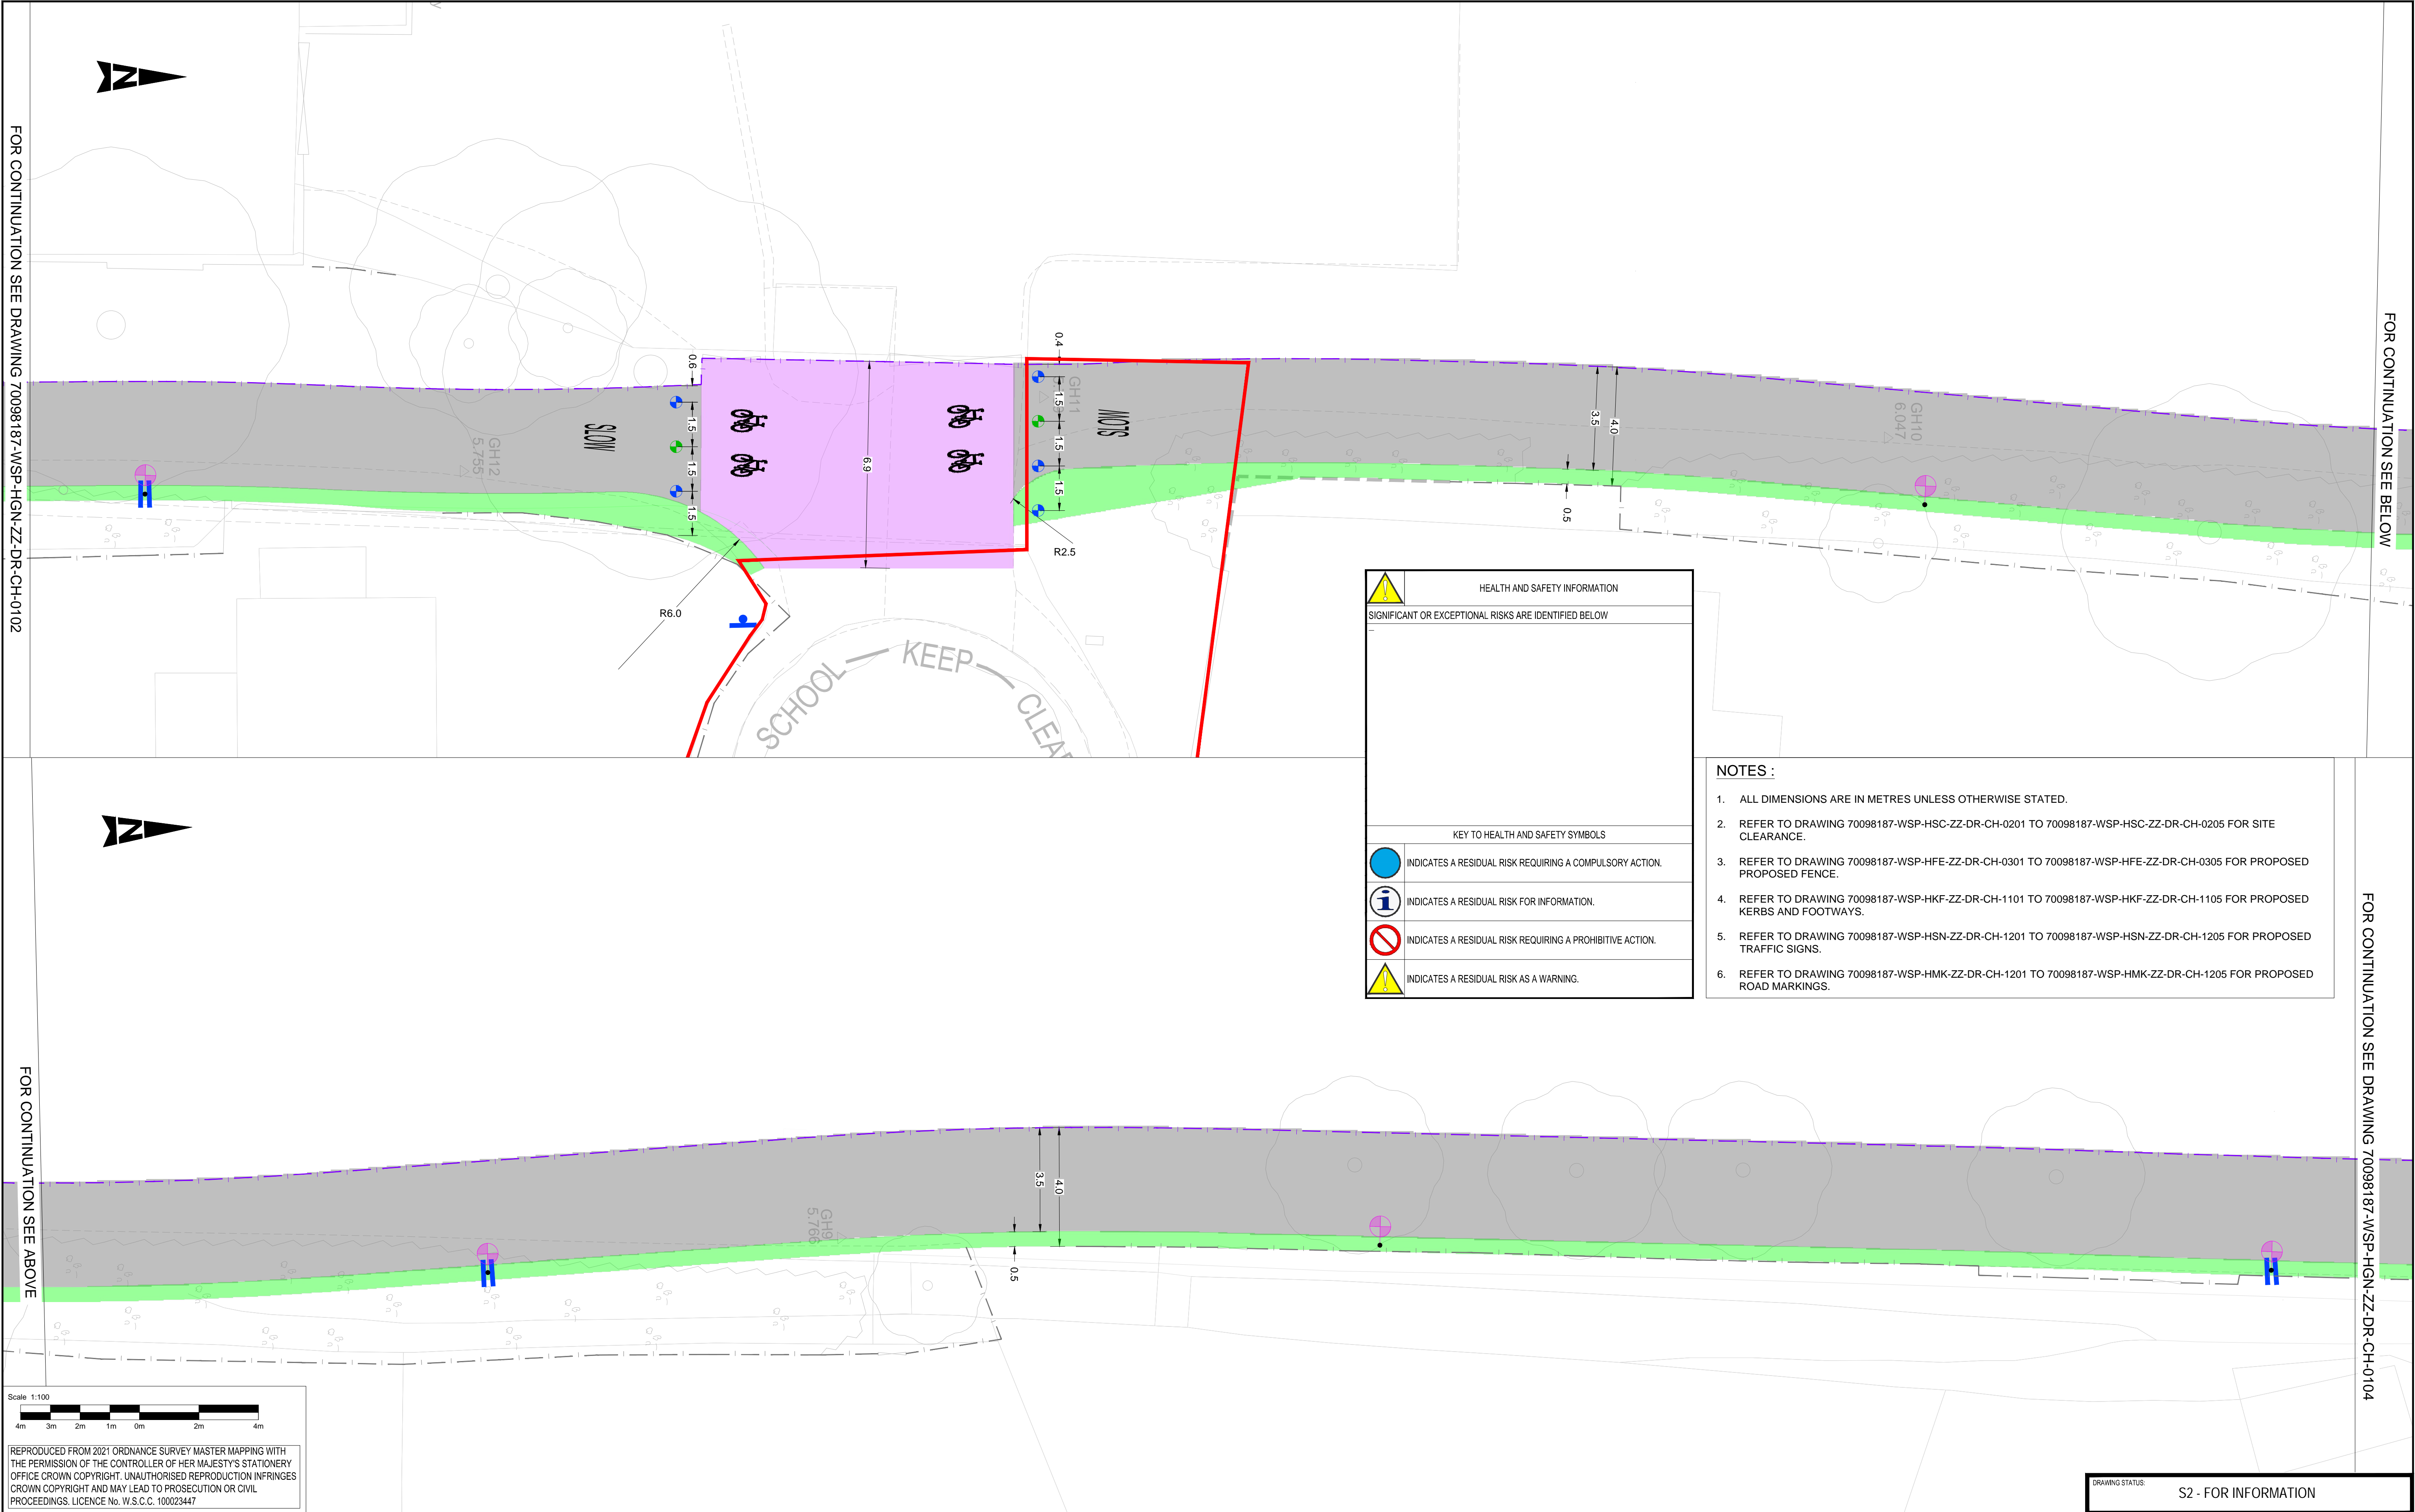 FOR CONTINUATION SEE DRAWING 70098187-WSP-HGN-ZZ-DR-CH-0102
N
FOR CONTINUATION SEE BELOW
0.6
1.5
1.5
1.5
SLOW
GH12
5.755
6.9
0.4
1.5
1.5
1.5
GH11
SLOW
R2.5
R6.0
3.5
4.0
0.5
GH10
6.047
SCHOOL KEEP CLEAR
HEALTH AND SAFETY INFORMATION
SIGNIFICANT OR EXCEPTIONAL RISKS ARE IDENTIFIED BELOW
KEY TO HEALTH AND SAFETY SYMBOLS
INDICATES A RESIDUAL RISK REQUIRING A COMPULSORY ACTION.
INDICATES A RESIDUAL RISK FOR INFORMATION.
INDICATES A RESIDUAL RISK REQUIRING A PROHIBITIVE ACTION.
INDICATES A RESIDUAL RISK AS A WARNING.
NOTES :
1. ALL DIMENSIONS ARE IN METRES UNLESS OTHERWISE STATED.
2. REFER TO DRAWING 70098187-WSP-HSC-ZZ-DR-CH-0201 TO 70098187-WSP-HSC-ZZ-DR-CH-0205 FOR SITE
CLEARANCE.
3. REFER TO DRAWING 70098187-WSP-HFE-ZZ-DR-CH-0301 TO 70098187-WSP-HFE-ZZ-DR-CH-0305 FOR PROPOSED
PROPOSED FENCE.
4. REFER TO DRAWING 70098187-WSP-HKF-ZZ-DR-CH-1101 TO 70098187-WSP-HKF-ZZ-DR-CH-1105 FOR PROPOSED
KERBS AND FOOTWAYS.
5. REFER TO DRAWING 70098187-WSP-HSN-ZZ-DR-CH-1201 TO 70098187-WSP-HSN-ZZ-DR-CH-1205 FOR PROPOSED
TRAFFIC SIGNS.
6. REFER TO DRAWING 70098187-WSP-HMK-ZZ-DR-CH-1201 TO 70098187-WSP-HMK-ZZ-DR-CH-1205 FOR PROPOSED
ROAD MARKINGS.
N
FOR CONTINUATION SEE ABOVE
FOR CONTINUATION SEE DRAWING 70098187-WSP-HGN-ZZ-DR-CH-0104
GH9
5.766
3.5
4.0
0.5
Scale 1:100
4m 3m 2m 1m 0m 2m 4m
REPRODUCED FROM 2021 ORDNANCE SURVEY MASTER MAPPING WITH
THE PERMISSION OF THE CONTROLLER OF HER MAJESTY'S STATIONERY
OFFICE CROWN COPYRIGHT. UNAUTHORISED REPRODUCTION INFRINGES
CROWN COPYRIGHT AND MAY LEAD TO PROSECUTION OR CIVIL
PROCEEDINGS. LICENCE No. W.S.C.C. 100023447
DRAWING STATUS:
S2 - FOR INFORMATION